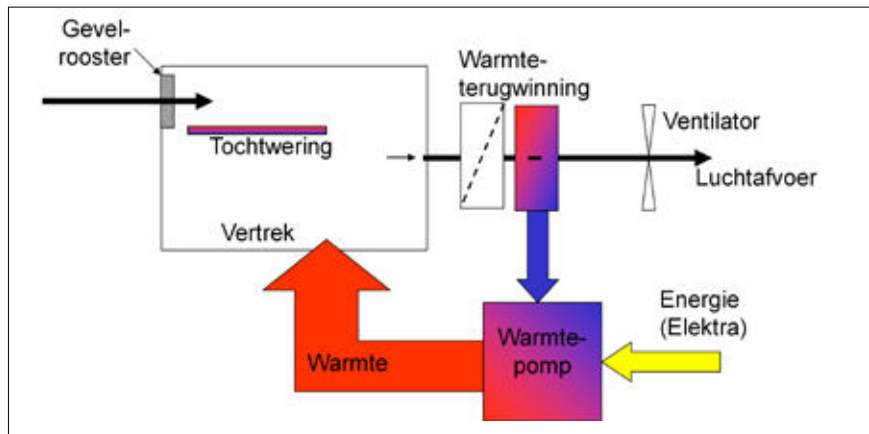 Gevel-
rooster
Tochtwering
Vertrek
Warmte-
terugwinning
Ventilator
Luchtafvoer
Warmte
Warmte-
pomp
Energie
(Elektra)